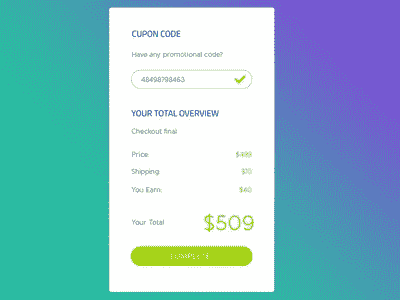 CUPON CODE
Have any promotional code?
48498798463
YOUR TOTAL OVERVIEW
Checkout final
Price: $499
Shipping: $10
You Earn: $40
Your Total $509
COMPLETE